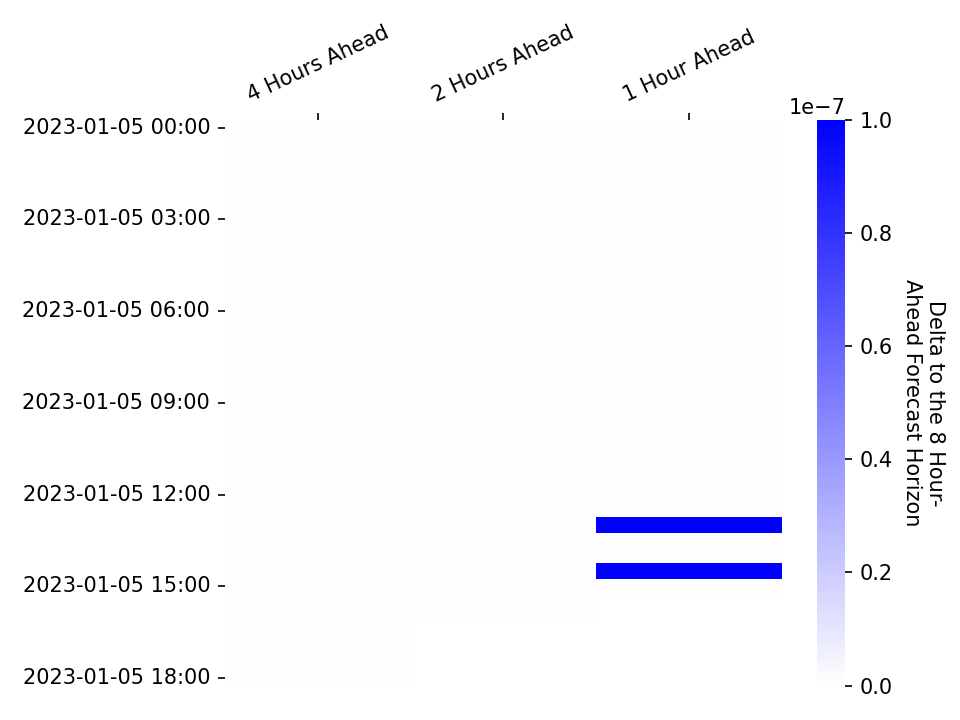 4 Hours Ahead
2 Hours Ahead
1 Hour Ahead
2023-01-05 00:00
2023-01-05 03:00
2023-01-05 06:00
2023-01-05 09:00
2023-01-05 12:00
2023-01-05 15:00
2023-01-05 18:00
1e−7
1.0
0.8
0.6
0.4
0.2
0.0
Delta to the 8 Hour-
Ahead Forecast Horizon